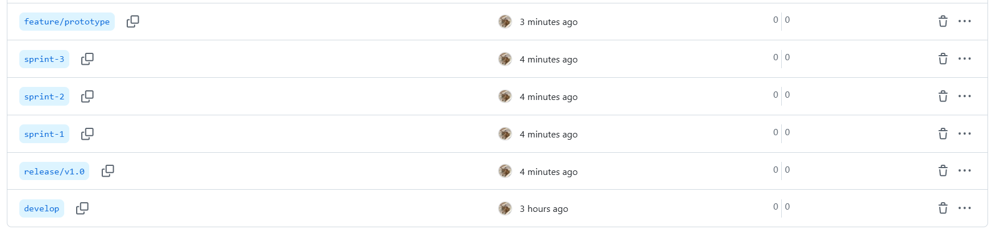 feature/prototype 3 minutes ago 0 0
sprint-3 4 minutes ago 0 0
sprint-2 4 minutes ago 0 0
sprint-1 4 minutes ago 0 0
release/v1.0 4 minutes ago 0 0
develop 3 hours ago 0 0